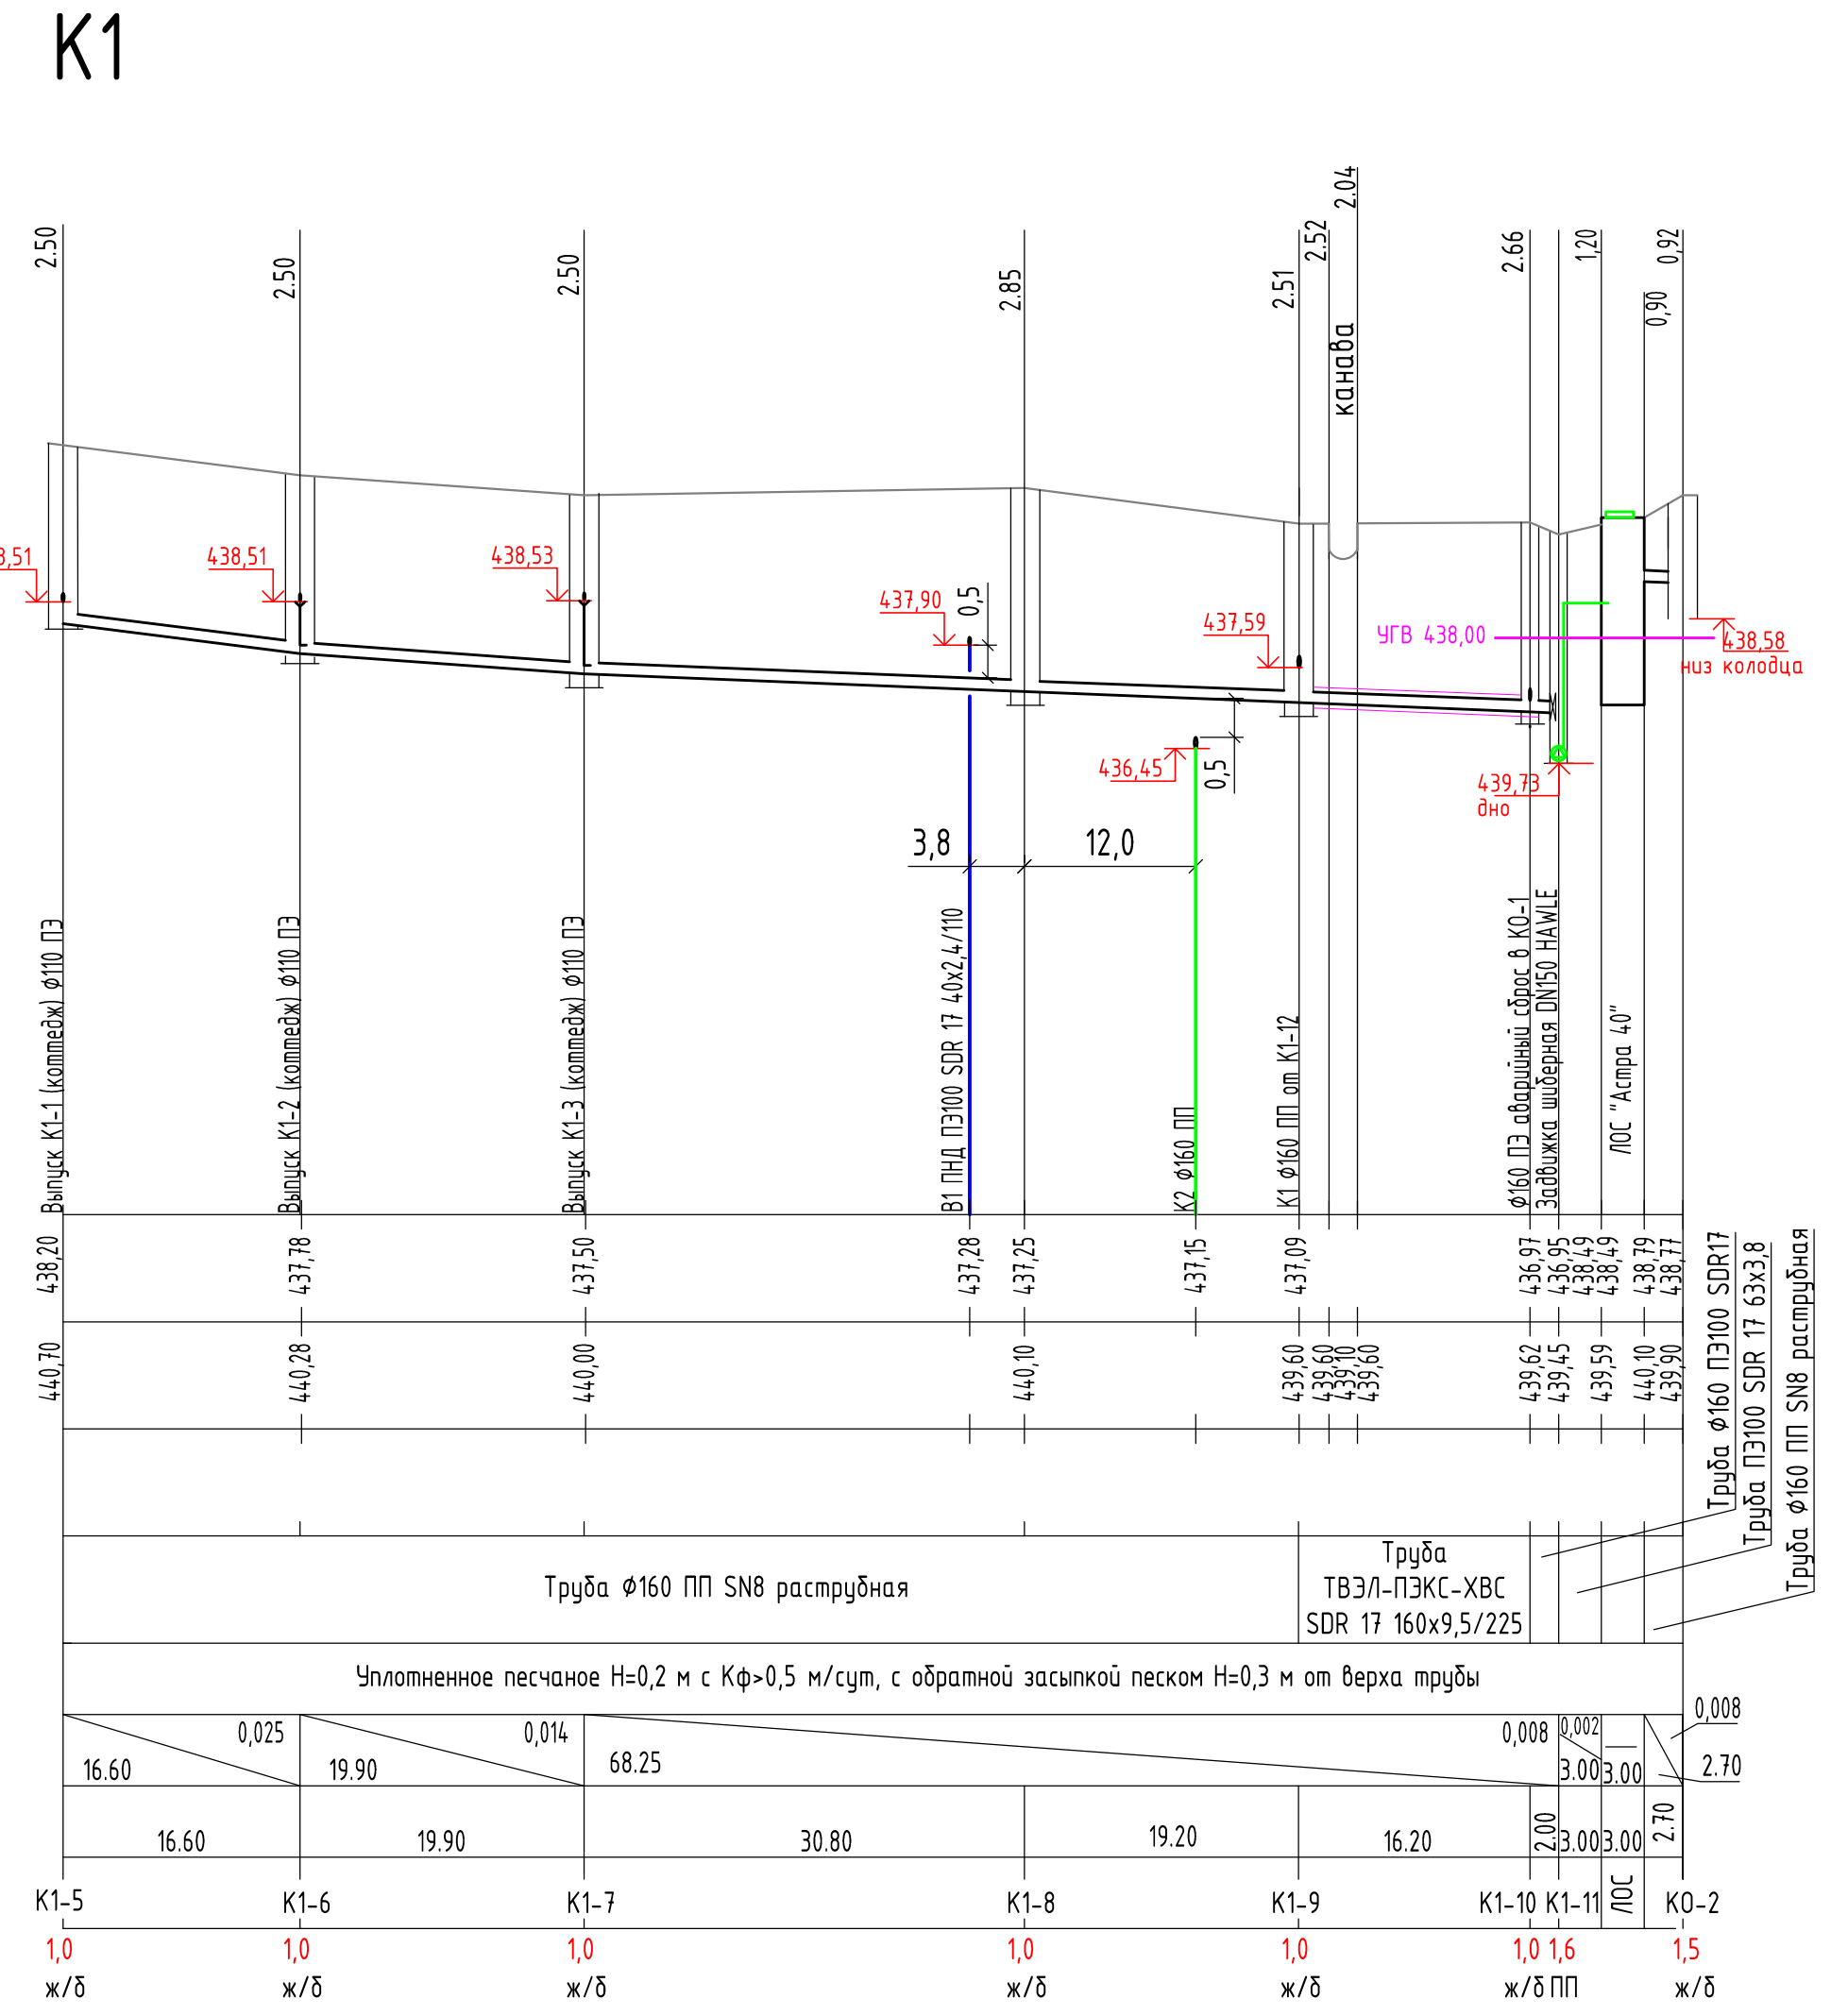 К1
2.50
2.50
2.50
2.85
2.51
2.52
2.04
канава
2.66
1,20
0,90
0,92
438,51
438,53
437,90
0,5
437,59
УГВ 438,00
438,58
низ колодца
436,45
0,5
439,73
дно
3,8
12,0
Выпуск К1-1 (коттедж) ф110 ПЭ
Выпуск К1-2 (коттедж) ф110 ПЭ
Выпуск К1-3 (коттедж) ф110 ПЭ
В1 ПНД ПЭ100 SDR 17 40х2,4/110
К2 ф160 ПП
К1 ф160 ПП от К1-12
ф160 ПЭ аварийный сброс в КО-1
Задвижка шиберная DN150 HAWLE
ЛОС "Астра 40"
438,20
437,78
437,50
437,28
437,25
437,15
437,09
436,97
436,95
438,49
438,49
438,79
438,77
440,70
440,28
440,00
440,10
439,60
439,60
439,10
439,60
439,62
439,45
439,59
440,10
439,90
Труба ф160 ПЭ100 SDR17
Труба ПЭ100 SDR 17 63х3,8
Труба ф160 ПП SN8 раструбная
Труба Ф160 ПП SN8 раструбная
Труба
ТВЭЛ-ПЭКС-ХВС
SDR 17 160х9,5/225
Уплотненное песчаное Н=0,2 м с Кф>0,5 м/сут, с обратной засыпкой песком Н=0,3 м от верха трубы
0,025
16.60
0,014
19.90
68.25
0,008
0,002
3.00
3.00
0,008
2.70
16.60
19.90
30.80
19.20
16.20
2.00
3.00
3.00
2.70
К1-5
К1-6
К1-7
К1-8
К1-9
К1-10
К1-11
ЛОС
КО-2
1,0
1,0
1,0
1,0
1,0
1,0
1,6
1,5
ж/б
ж/б
ж/б
ж/б
ж/б
ж/б
ПП
ж/б